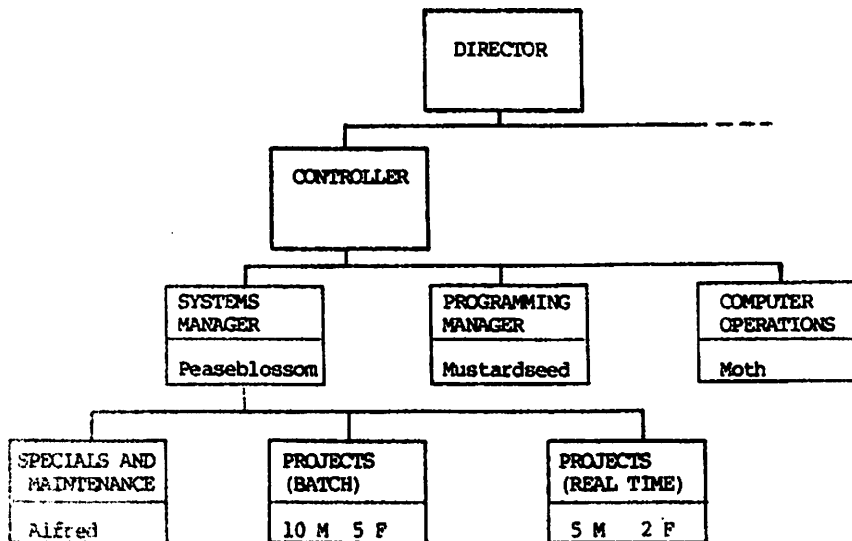 DIRECTOR
CONTROLLER
SYSTEMS
MANAGER
Peaseblossom
PROGRAMMING
MANAGER
Mustardseed
COMPUTER
OPERATIONS
Moth
SPECIALS AND
MAINTENANCE
Alfred
PROJECTS
(BATCH)
10 M 5 F
PROJECTS
(REAL TIME)
5 M 2 F